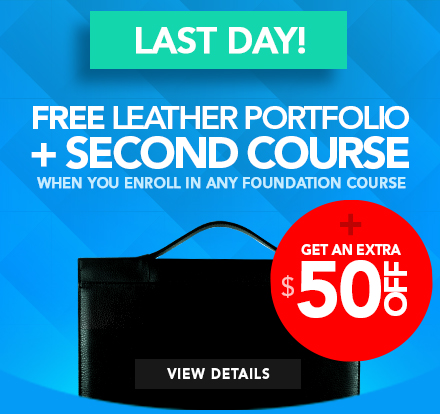 LAST DAY!
FREE LEATHER PORTFOLIO
+ SECOND COURSE
WHEN YOU ENROLL IN ANY FOUNDATION COURSE
+
GET AN EXTRA
$50 OFF
VIEW DETAILS